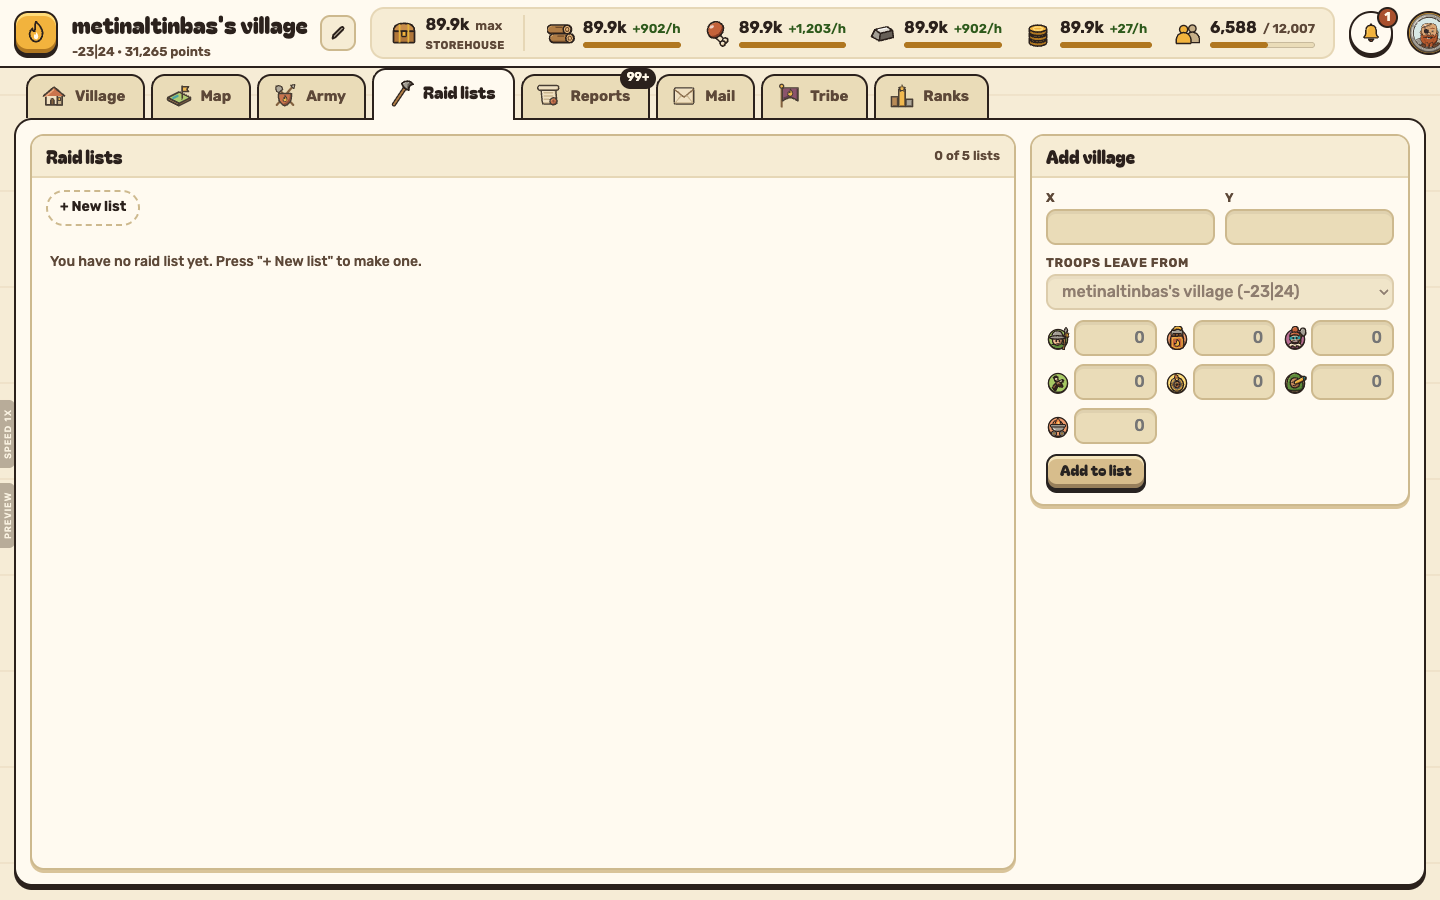 metinaltinbas's village
-23|24 • 31,265 points
89.9k max
STOREHOUSE
89.9k +902/h
89.9k +1,203/h
89.9k +902/h
89.9k +27/h
6,588 / 12,007
1
Village
Map
Army
Raid lists
Reports
99+
Mail
Tribe
Ranks
Raid lists
0 of 5 lists
+ New list
You have no raid list yet. Press "+ New list" to make one.
Add village
X
Y
TROOPS LEAVE FROM
metinaltinbas's village (-23|24)
0
0
0
0
0
0
0
Add to list
SPEED 1X
PREVIEW